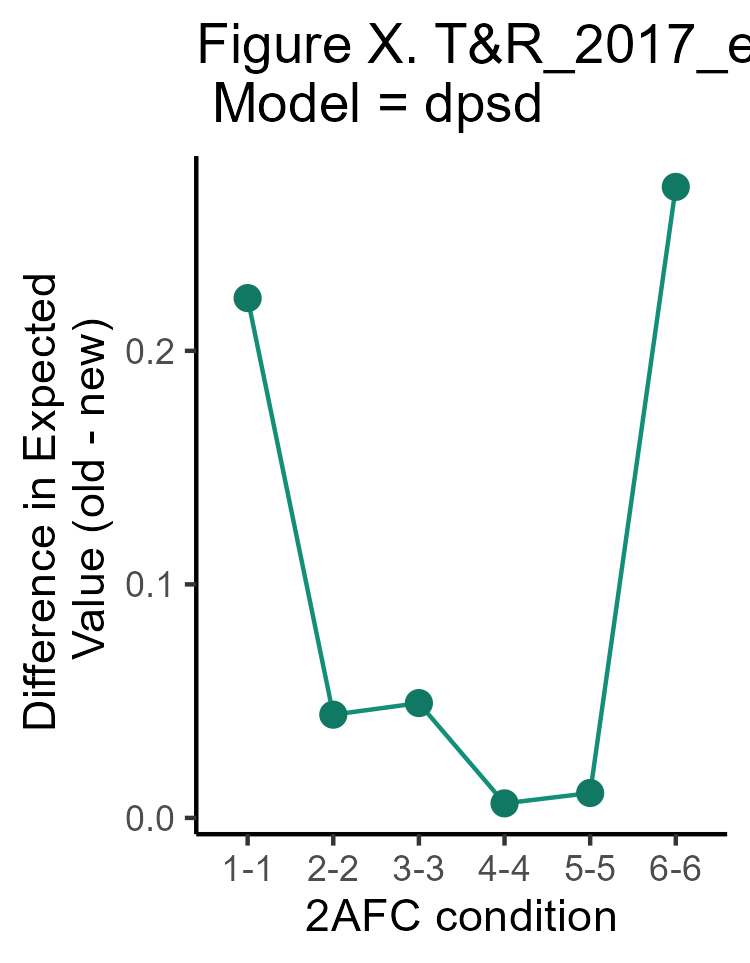 Figure X. T&R_2017_e
Model = dpsd
Difference in Expected
Value (old - new)
0.2
0.1
0.0
1-1 2-2 3-3 4-4 5-5 6-6
2AFC condition